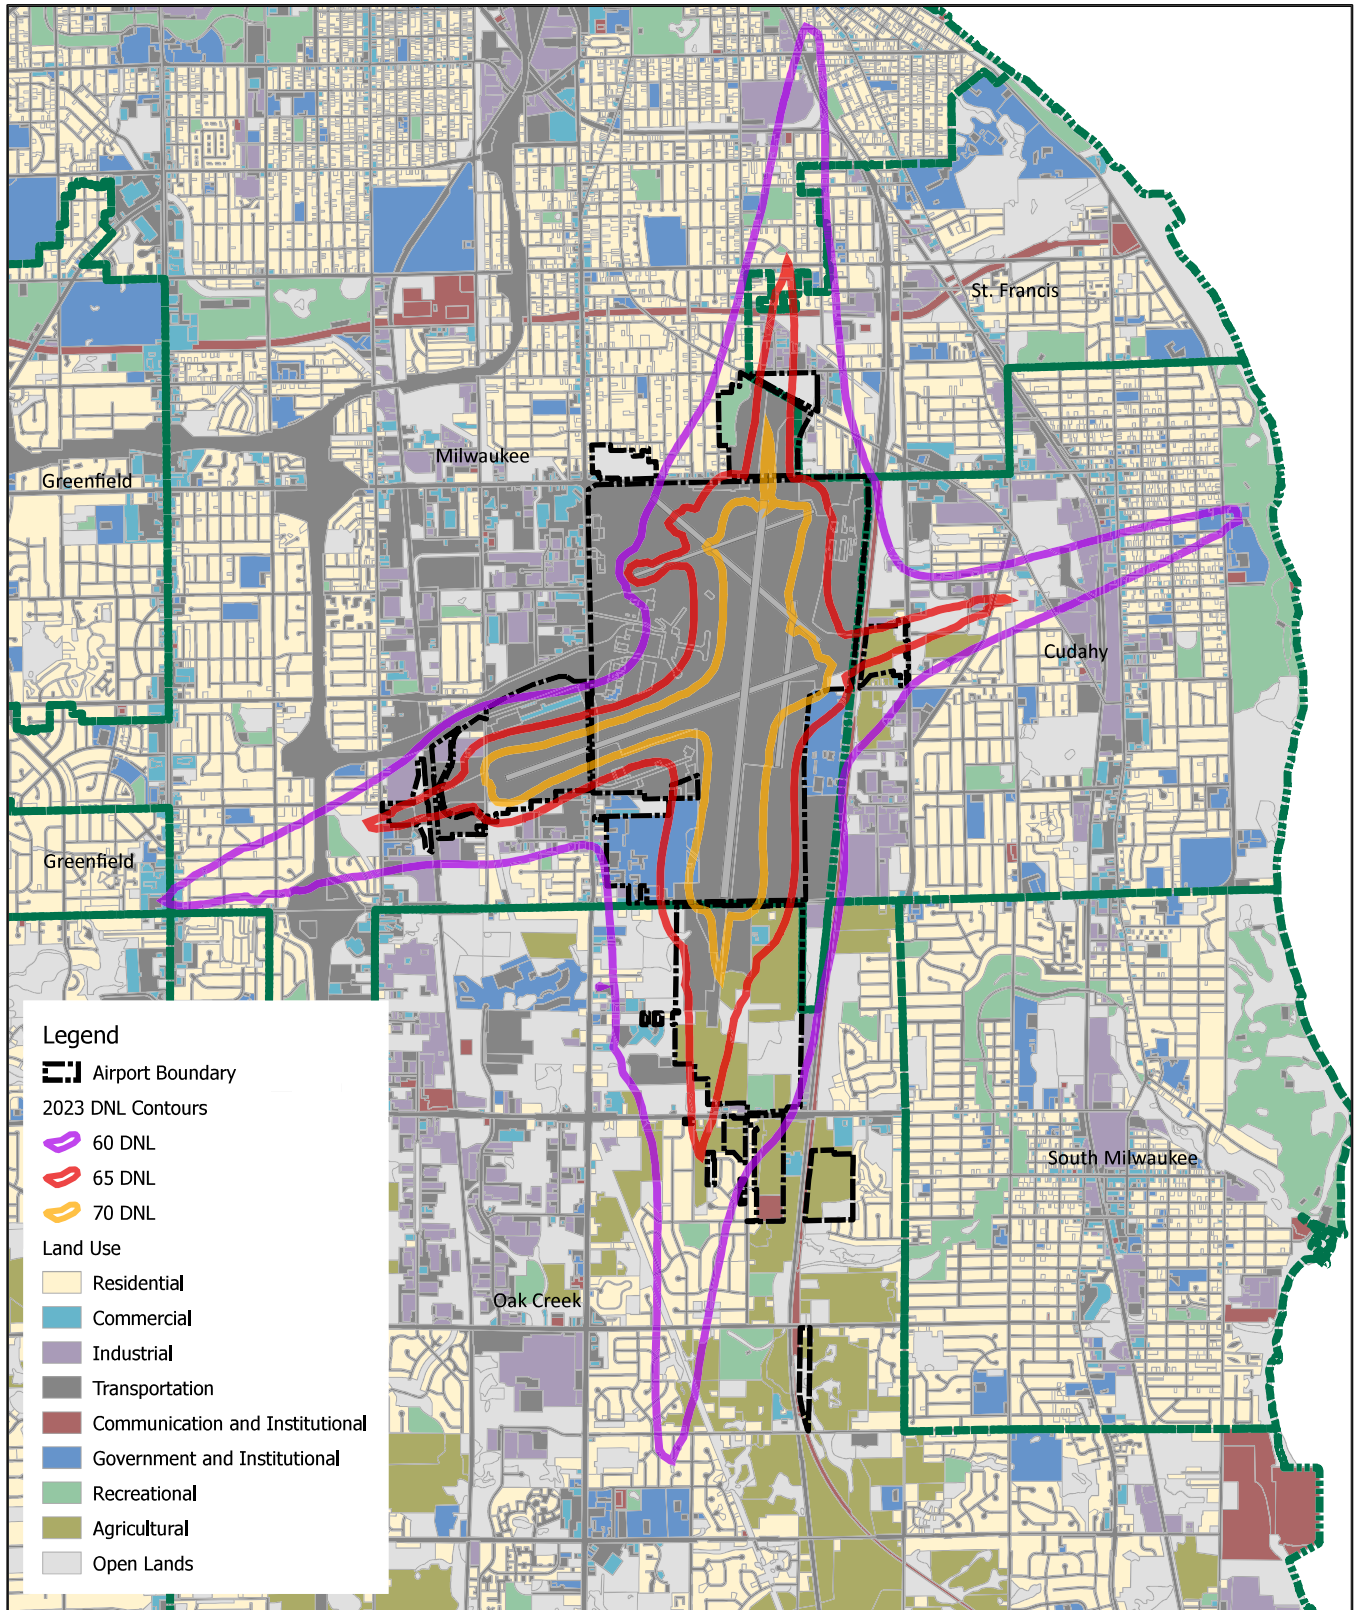 St. Francis
Milwaukee
Greenfield
Cudahy
Greenfield
South Milwaukee
Oak Creek
Legend
Airport Boundary
2023 DNL Contours
60 DNL
65 DNL
70 DNL
Land Use
Residential
Commercial
Industrial
Transportation
Communication and Institutional
Government and Institutional
Recreational
Agricultural
Open Lands